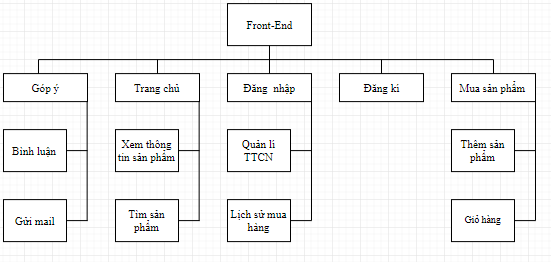 Front-End
Góp ý
Trang chủ
Đăng nhập
Đăng kí
Mua sản phẩm
Bình luận
Xem thông
tin sản phẩm
Quản lí
TTCN
Thêm sản
phẩm
Gửi mail
Tìm sản
phẩm
Lịch sử mua
hàng
Giỏ hàng